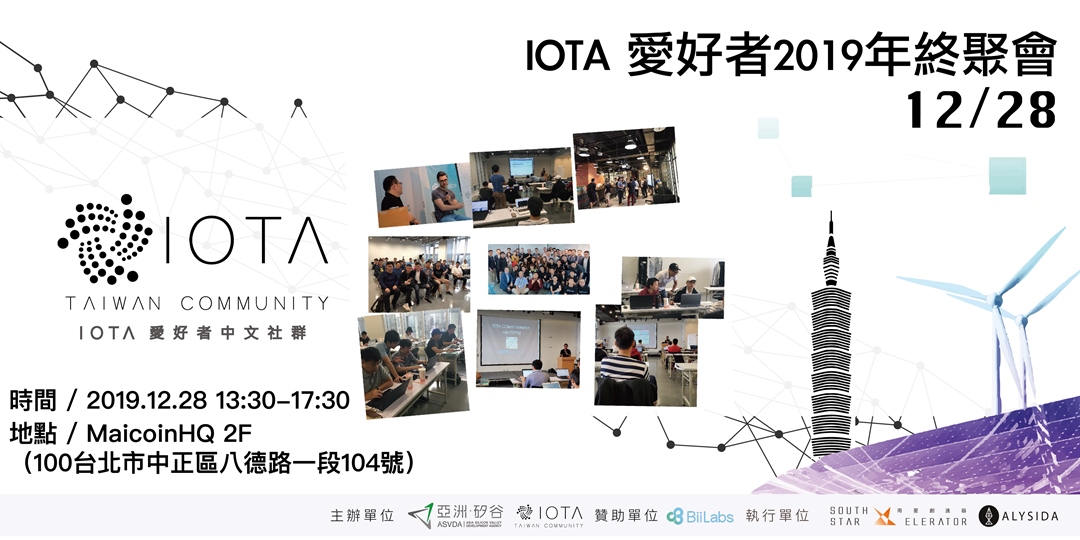 IOTA 愛好者2019年終聚會
12/28
IOTA
TAIWAN COMMUNITY
IOTA 愛好者中文社群
時間 / 2019.12.28 13:30–17:30
地點 / MaicoinHQ 2F
（100台北市中正區八德路一段104號）
主辦單位 亞洲·矽谷 ASVDA ASIA SILICON VALLEY DEVELOPMENT AGENCY IOTA TAIWAN COMMUNITY 贊助單位 BiiLabs 執行單位 SOUTH STAR 南星創速器 ELERATOR ALYSIDA